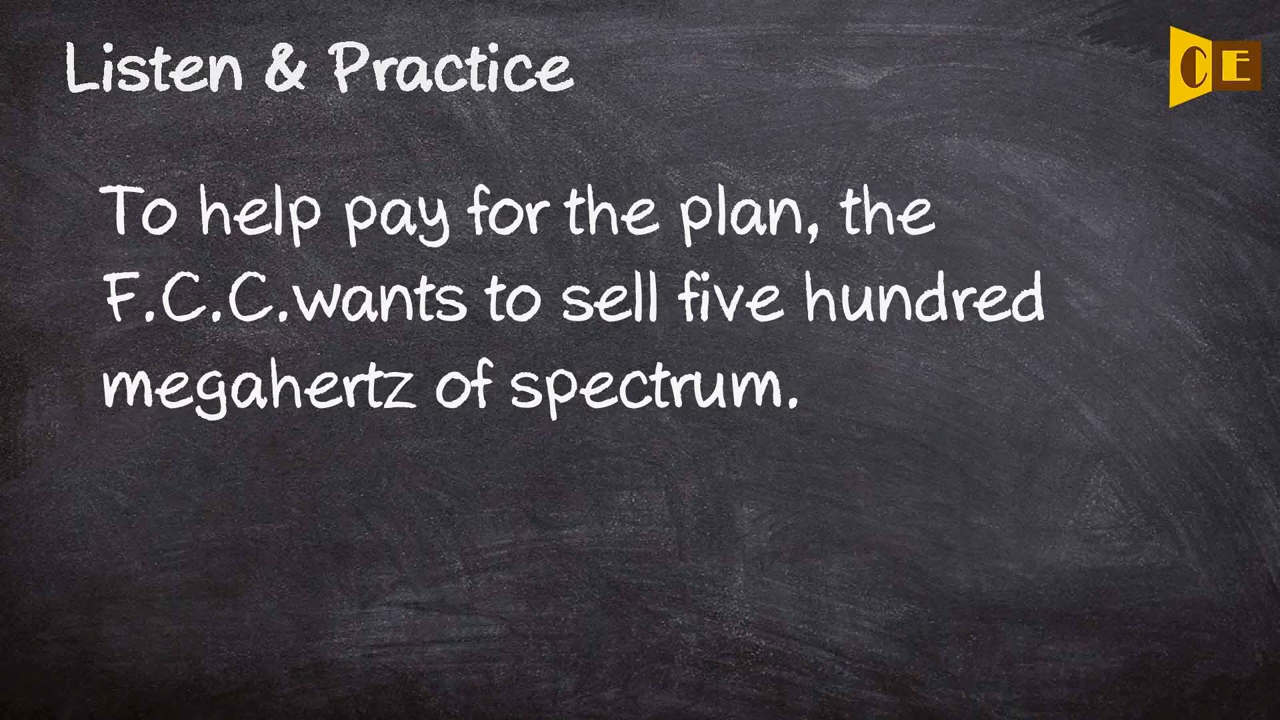 Listen & Practice
CE
To help pay for the plan, the
F.C.C.wants to sell five hundred
megahertz of spectrum.